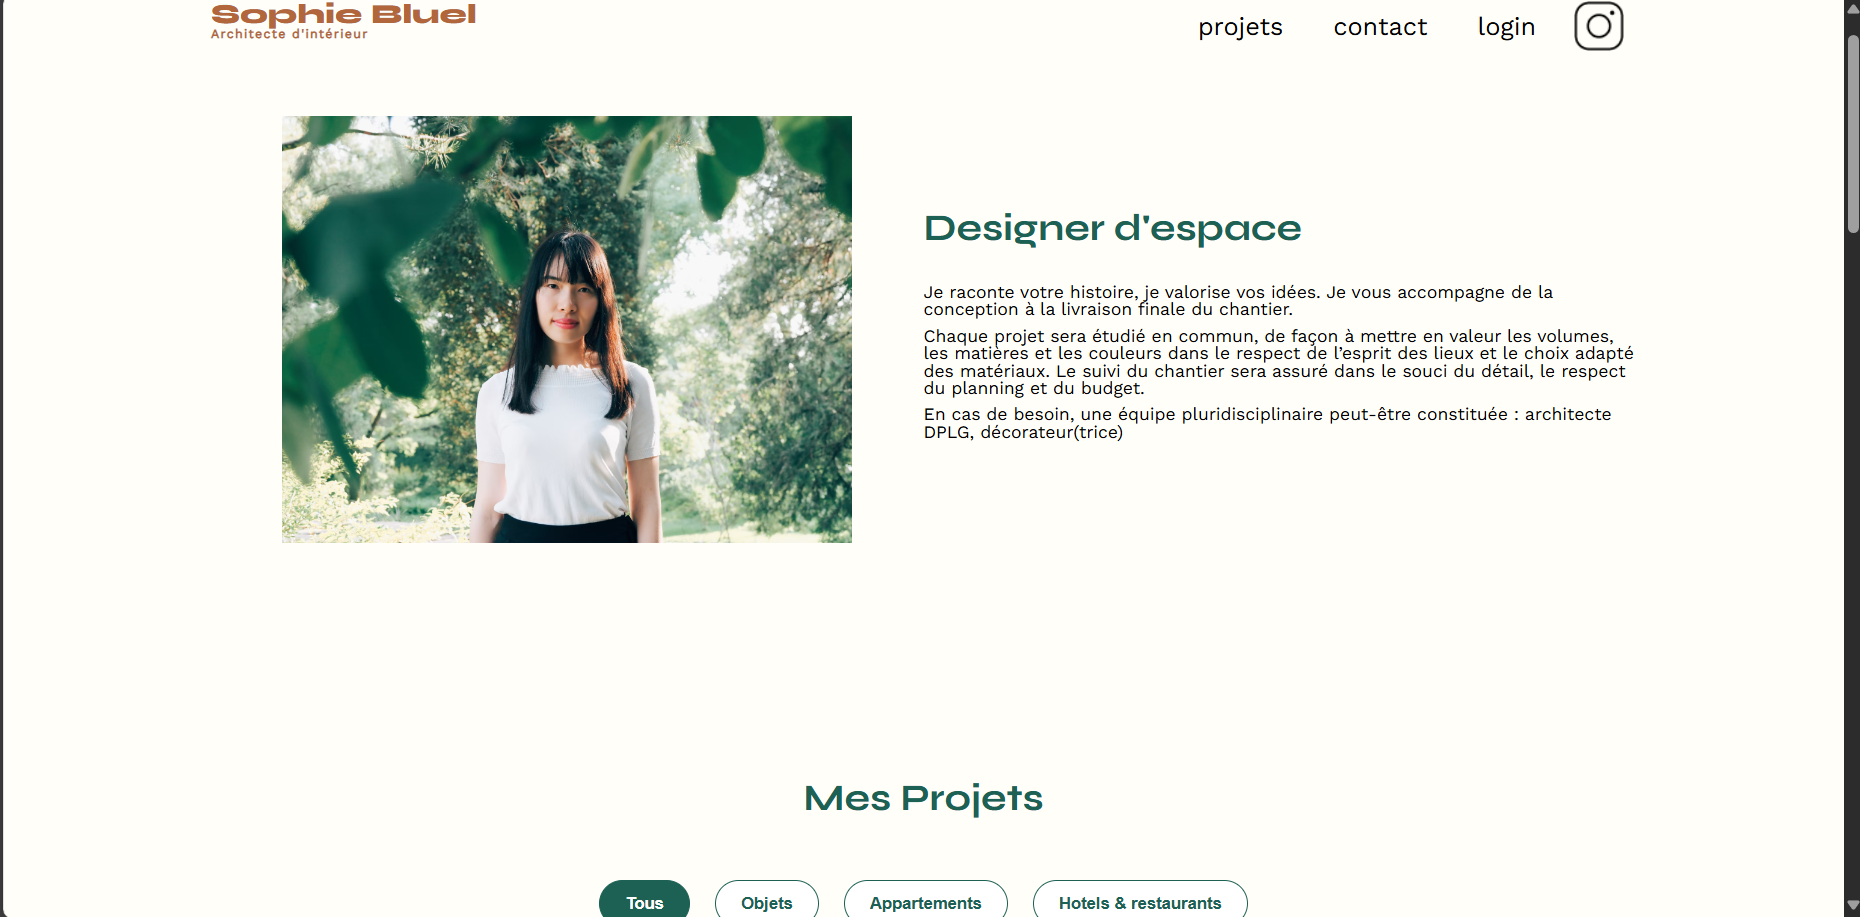 Sophie Bluel
Architecte d'intérieur
projets
contact
login
Designer d'espace
Je raconte votre histoire, je valorise vos idées. Je vous accompagne de la
conception à la livraison finale du chantier.
Chaque projet sera étudié en commun, de façon à mettre en valeur les volumes,
les matières et les couleurs dans le respect de l’esprit des lieux et le choix adapté
des matériaux. Le suivi du chantier sera assuré dans le souci du détail, le respect
du planning et du budget.
En cas de besoin, une équipe pluridisciplinaire peut-être constituée : architecte
DPLG, décorateur(trice)
Mes Projets
Tous
Objets
Appartements
Hotels & restaurants